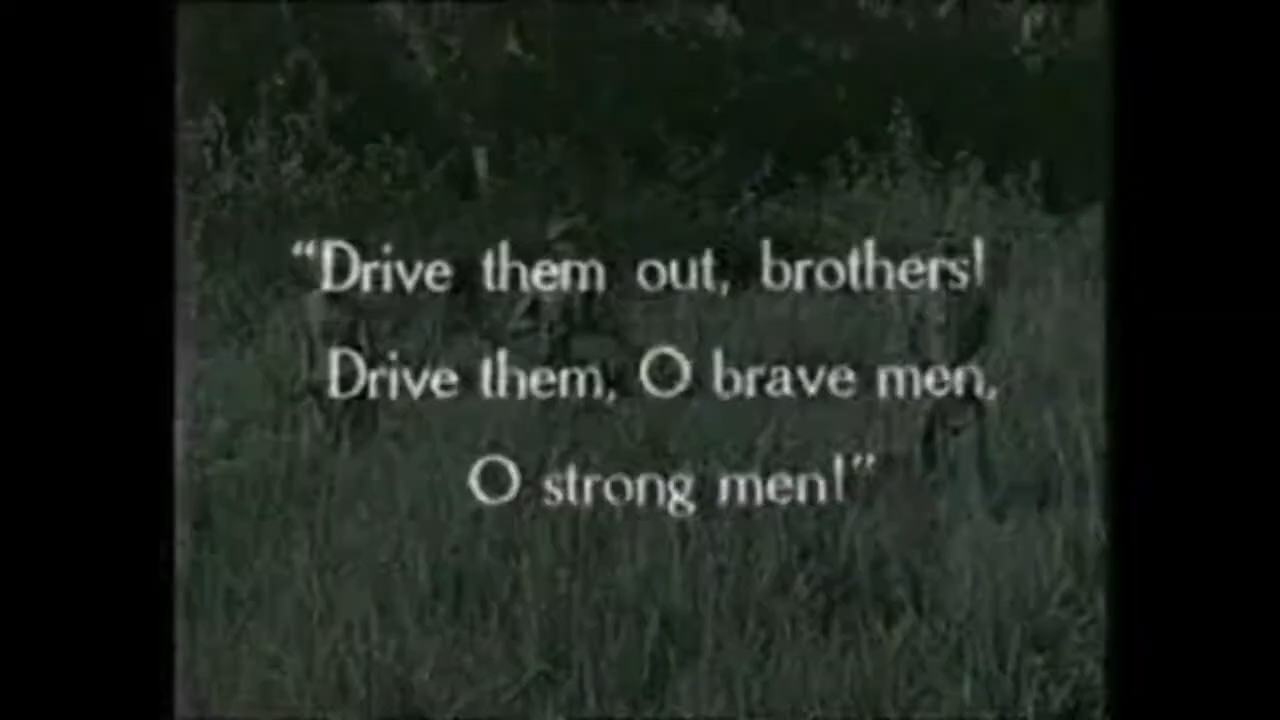 “Drive them out, brothers!
Drive them, O brave men,
O strong men!”